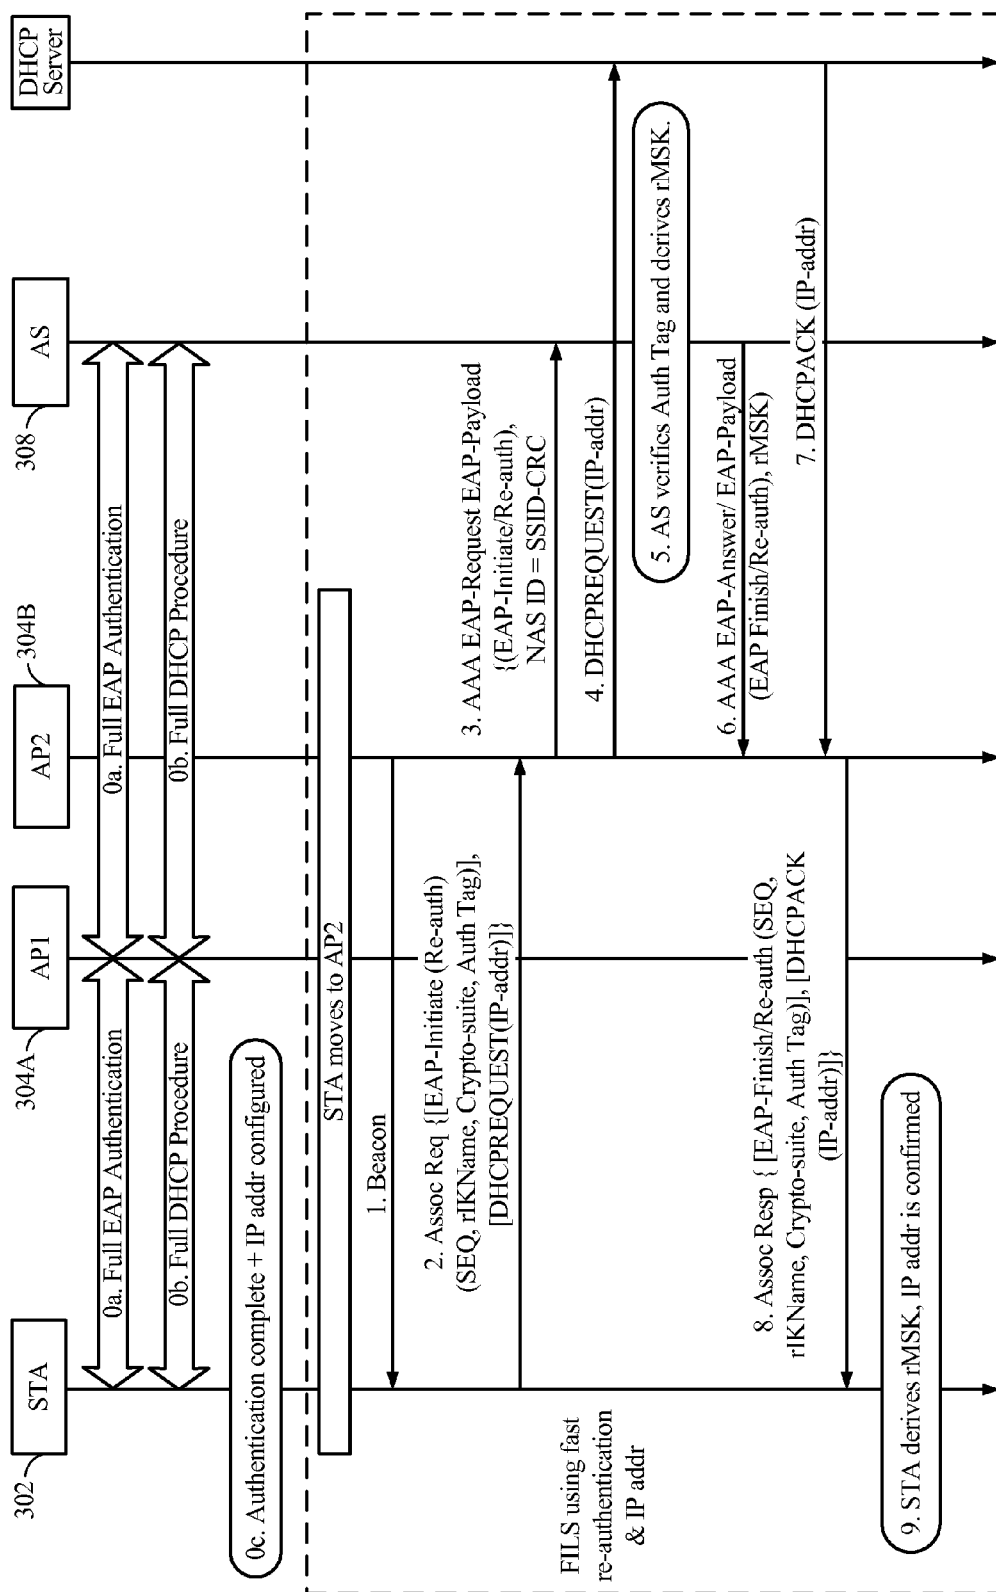 STA
302
AP1
304A
AP2
304B
AS
308
DHCP
Server
0a. Full EAP Authentication
0a. Full EAP Authentication
0b. Full DHCP Procedure
0b. Full DHCP Procedure
0c. Authentication complete + IP addr configured
STA moves to AP2
1. Beacon
2. Assoc Req {[EAP-Initiate (Re-auth)
(SEQ, rIKName, Crypto-suite, Auth Tag)],
[DHCPREQUEST(IP-addr)]}
3. AAA EAP-Request EAP-Payload
{(EAP-Initiate/Re-auth),
NAS ID = SSID-CRC
4. DHCPREQUEST(IP-addr)
FILS using fast
re-authentication
& IP addr
5. AS verifies Auth Tag and derives rMSK.
6. AAA EAP-Answer/ EAP-Payload
(EAP Finish/Re-auth), rMSK)
7. DHCPACK (IP-addr)
8. Assoc Resp { [EAP-Finish/Re-auth (SEQ,
rIKName, Crypto-suite, Auth Tag)], [DHCPACK
(IP-addr)]}
9. STA derives rMSK, IP addr is confirmed